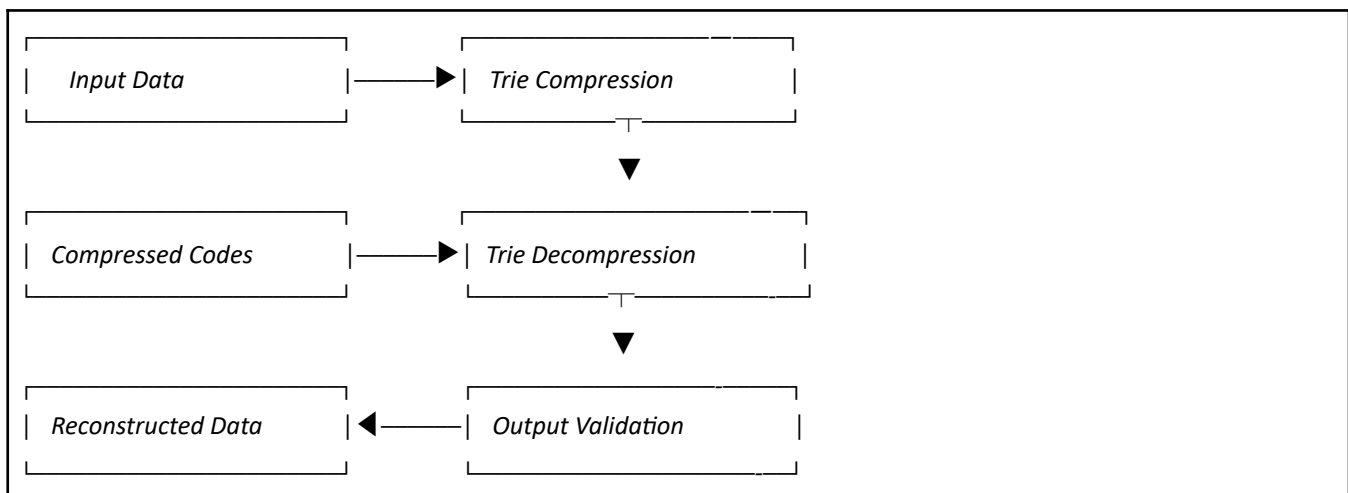 Input Data Trie Compression
Compressed Codes Trie Decompression
Reconstructed Data Output Validation